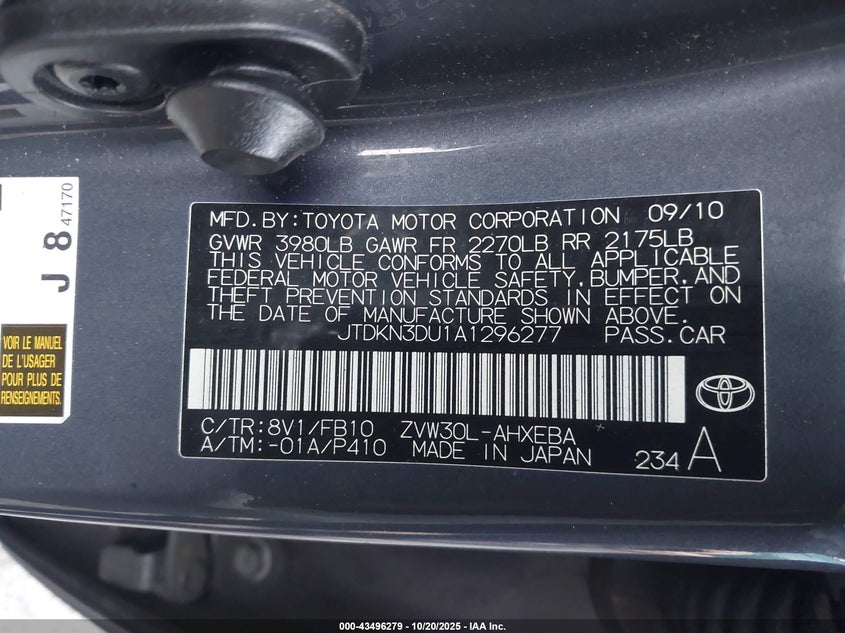 J 8
47170
VOIR LE MANUEL
DE L'USAGER
POUR PLUS DE
RENSEIGNEMENTS.
MFD.BY:TOYOTA MOTOR CORPORATION 09/10
GVWR 3980LB GAWR FR 2270LB RR 2175LB
THIS VEHICLE CONFORMS TO ALL APPLICABLE
FEDERAL MOTOR VEHICLE SAFETY,BUMPER,AND
THEFT PREVENTION STANDARDS IN EFFECT ON
THE DATE OF MANUFACTURE SHOWN ABOVE.
JTDKN3DU1A1296277 PASS.CAR
C/TR:8V1/FB10 ZVW30L-AHXEBA
A/TM:-01A/P410 MADE IN JAPAN 234 A
000-43496279 - 10/20/2025 - IAA Inc.